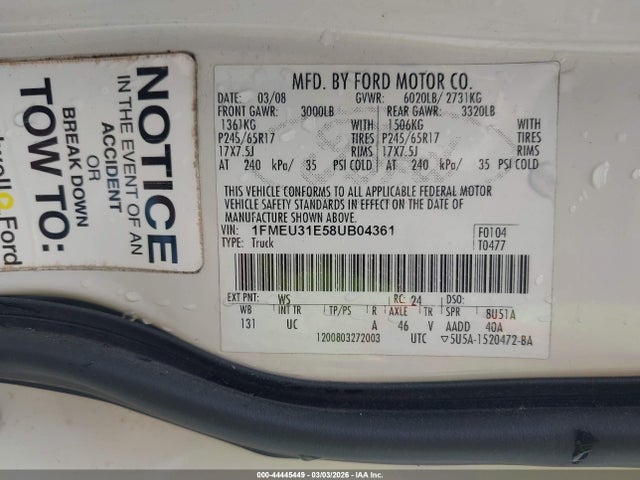 NOTICE
IN THE EVENT OF AN
ACCIDENT
OR
BREAK DOWN
TOW TO:
Ford
MFD. BY FORD MOTOR CO.
DATE: 03/08 GVWR: 6020LB/ 2731KG
FRONT GAWR: 3000LB REAR GAWR: 3320LB
1361KG WITH 1506KG WITH
P245/65R17 TIRES P245/65R17 TIRES
17X7.5J RIMS 17X7.5J RIMS
AT 240 kPa/ 35 PSI COLD AT 240 kPa/ 35 PSI COLD
THIS VEHICLE CONFORMS TO ALL APPLICABLE FEDERAL MOTOR
VEHICLE SAFETY STANDARDS IN EFFECT ON THE DATE OF
MANUFACTURE SHOWN ABOVE.
VIN: 1FMEU31E58UB04361 F0104
TYPE: Truck T0477
EXT PNT: WS RC: 24 DSO:
WB INT TR TP/PS R AXLE TR SPR 8U51A
131 UC A 46 V AADD 40A
1200803272003 UTC ▽5U5A-1520472-BA
000-44445449 | 03/03/2026 | IAA Inc.